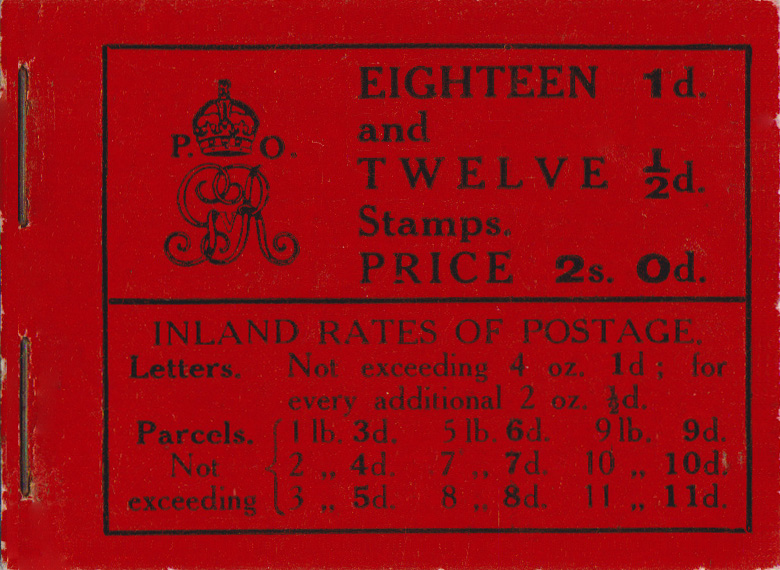 EIGHTEEN 1d.
and
P. O.
TWELVE ½d.
GvR
Stamps.
PRICE 2s. 0d.
INLAND RATES OF POSTAGE.
Letters. Not exceeding 4 oz. 1d; for
every additional 2 oz. ½d.
Parcels. 1 lb. 3d. 5 lb. 6d. 9 lb. 9d.
Not 2 „ 4d. 7 „ 7d. 10 „ 10d.
exceeding 3 „ 5d. 8 „ 8d. 11 „ 11d.